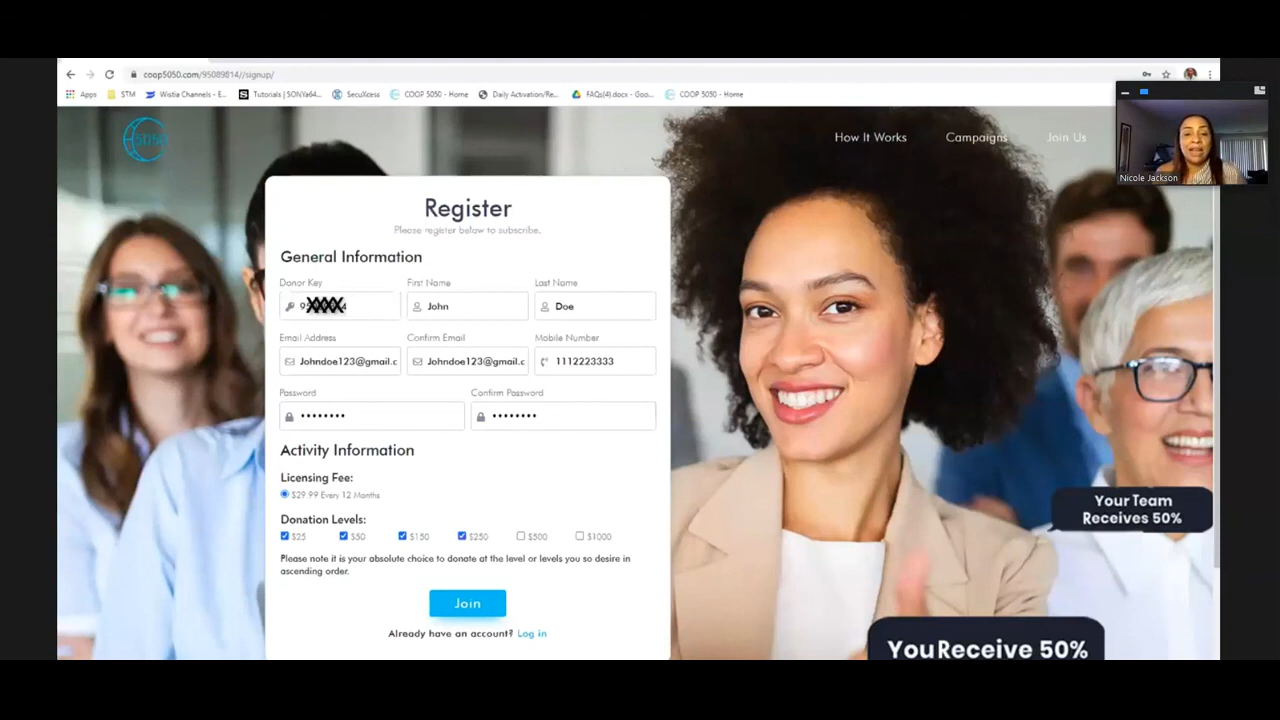 coop5050.com/95089814//signup/
Apps STM Wistia Channels - E... Tutorials | SONYa64... SecuXcess COOP 5050 - Home Daily Activation/Re... FAQs(4).docx - Goo... COOP 5050 - Home
5050
How It Works Campaigns Join Us
Nicole Jackson
Register
Please register below to subscribe.
General Information
Donor Key First Name Last Name
9 John Doe
Email Address Confirm Email Mobile Number
Johndoe123@gmail.c Johndoe123@gmail.c 1112223333
Password Confirm Password
Activity Information
Licensing Fee:
$29.99 Every 12 Months
Donation Levels:
$25 $50 $150 $250 $500 $1000
Please note it is your absolute choice to donate at the level or levels you so desire in
ascending order.
Join
Already have an account? Log in
Your Team
Receives 50%
You Receive 50%